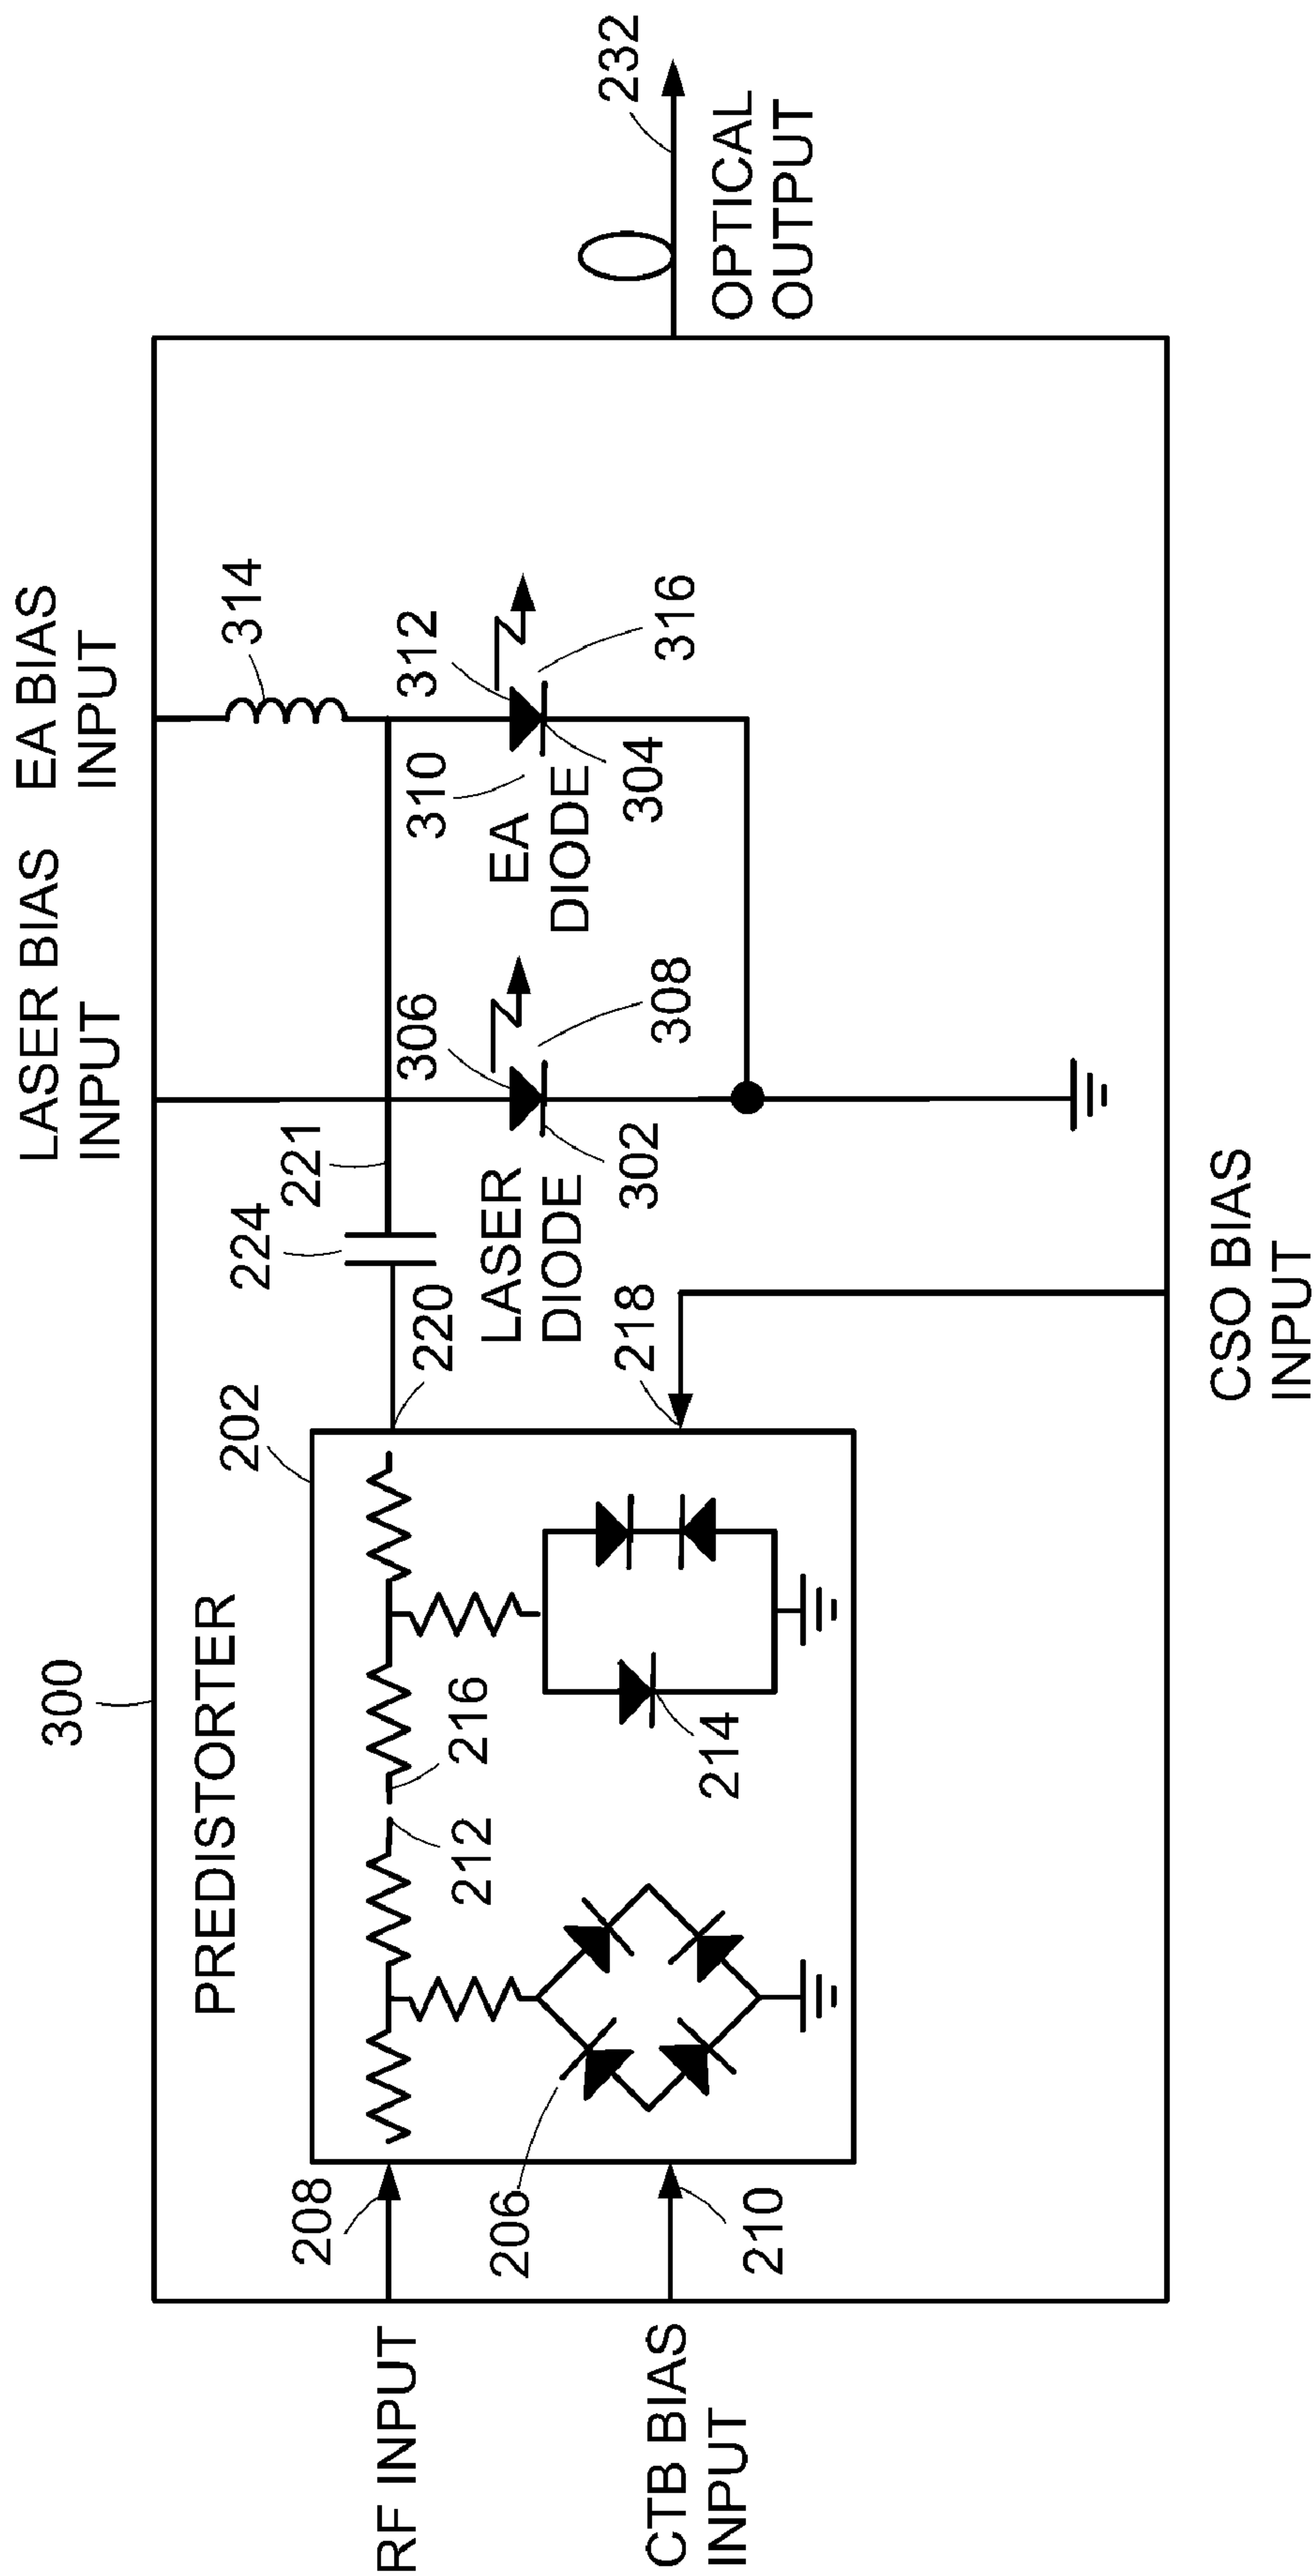 300
LASER BIAS
INPUT
EA BIAS
INPUT
PREDISTORTER
202
224
221
314
RF INPUT
208
212
216
220
306
310
312
LASER
DIODE
EA
DIODE
232
206
214
218
302
308
304
316
CTB BIAS
INPUT
210
OPTICAL
OUTPUT
CSO BIAS
INPUT